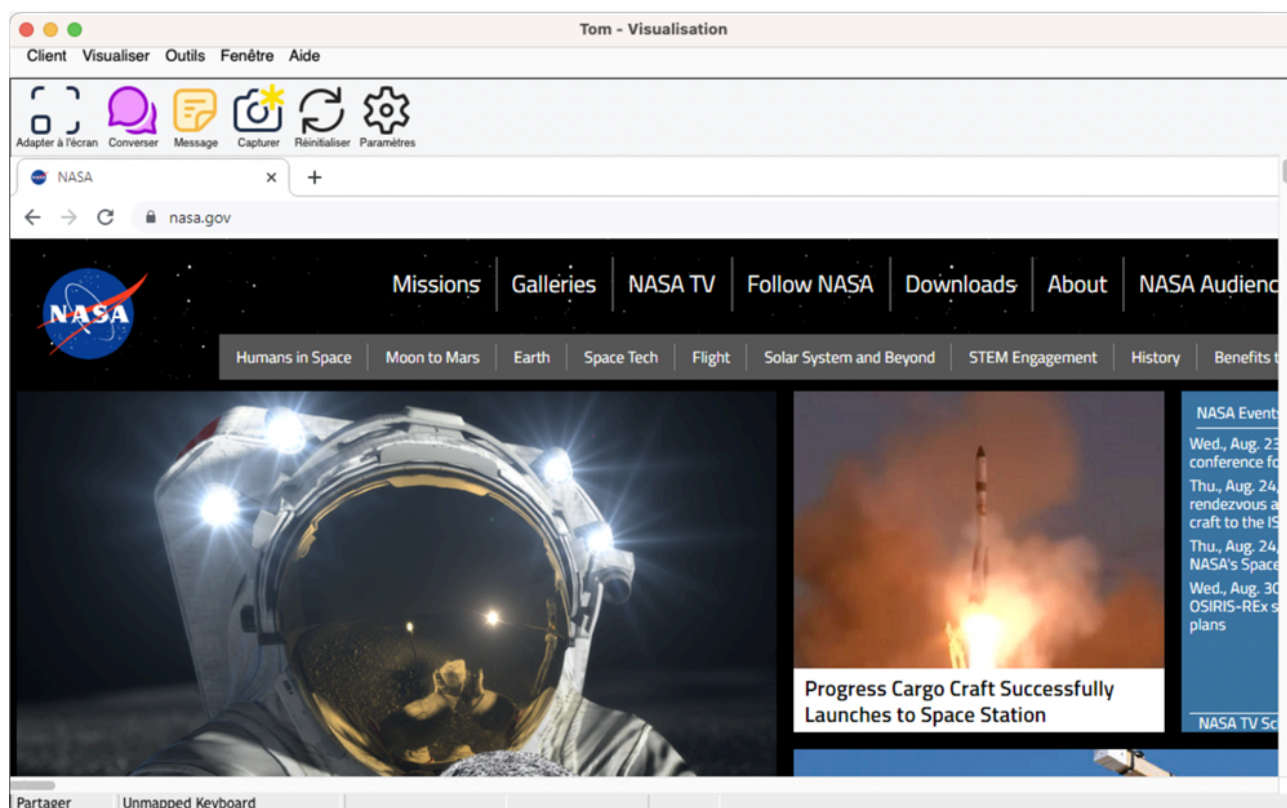 Tom - Visualisation
Client Visualiser Outils Fenêtre Aide
Adapter à l'écran Converser Message Capturer Réinitialiser Paramètres
NASA
nasa.gov
NASA
Missions Galleries NASA TV Follow NASA Downloads About NASA Audienc
Humans in Space Moon to Mars Earth Space Tech Flight Solar System and Beyond STEM Engagement History Benefits t
NASA Event
Wed., Aug. 23
conference fo
Thu., Aug. 24,
rendezvous a
craft to the IS
Thu., Aug. 24,
NASA's Space
Wed., Aug. 30
OSIRIS-REx s
plans
Progress Cargo Craft Successfully
Launches to Space Station
NASA TV Sc
Partager Unmapped Keyboard